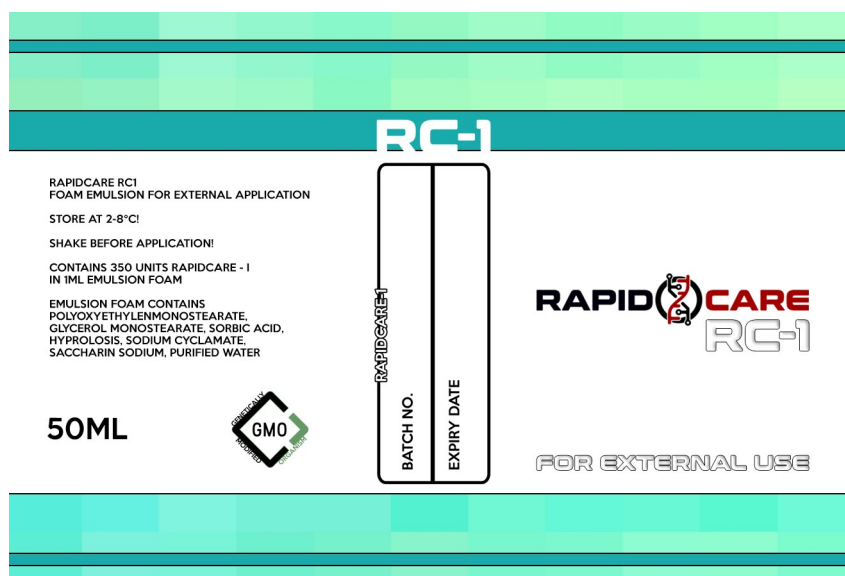 RC-1
RAPIDCARE RC1
FOAM EMULSION FOR EXTERNAL APPLICATION
STORE AT 2-8°C!
SHAKE BEFORE APPLICATION!
CONTAINS 350 UNITS RAPIDCARE - I
IN 1ML EMULSION FOAM
EMULSION FOAM CONTAINS
POLYOXYETHYLENMONOSTEARATE,
GLYCEROL MONOSTEARATE, SORBIC ACID,
HYPROLOSIS, SODIUM CYCLAMATE,
SACCHARIN SODIUM, PURIFIED WATER
50ML
GENETICALLY
MODIFIED
ORGANISM
GMO
RAPIDCARE-1
BATCH NO.
EXPIRY DATE
RAPID CARE
RC-1
FOR EXTERNAL USE